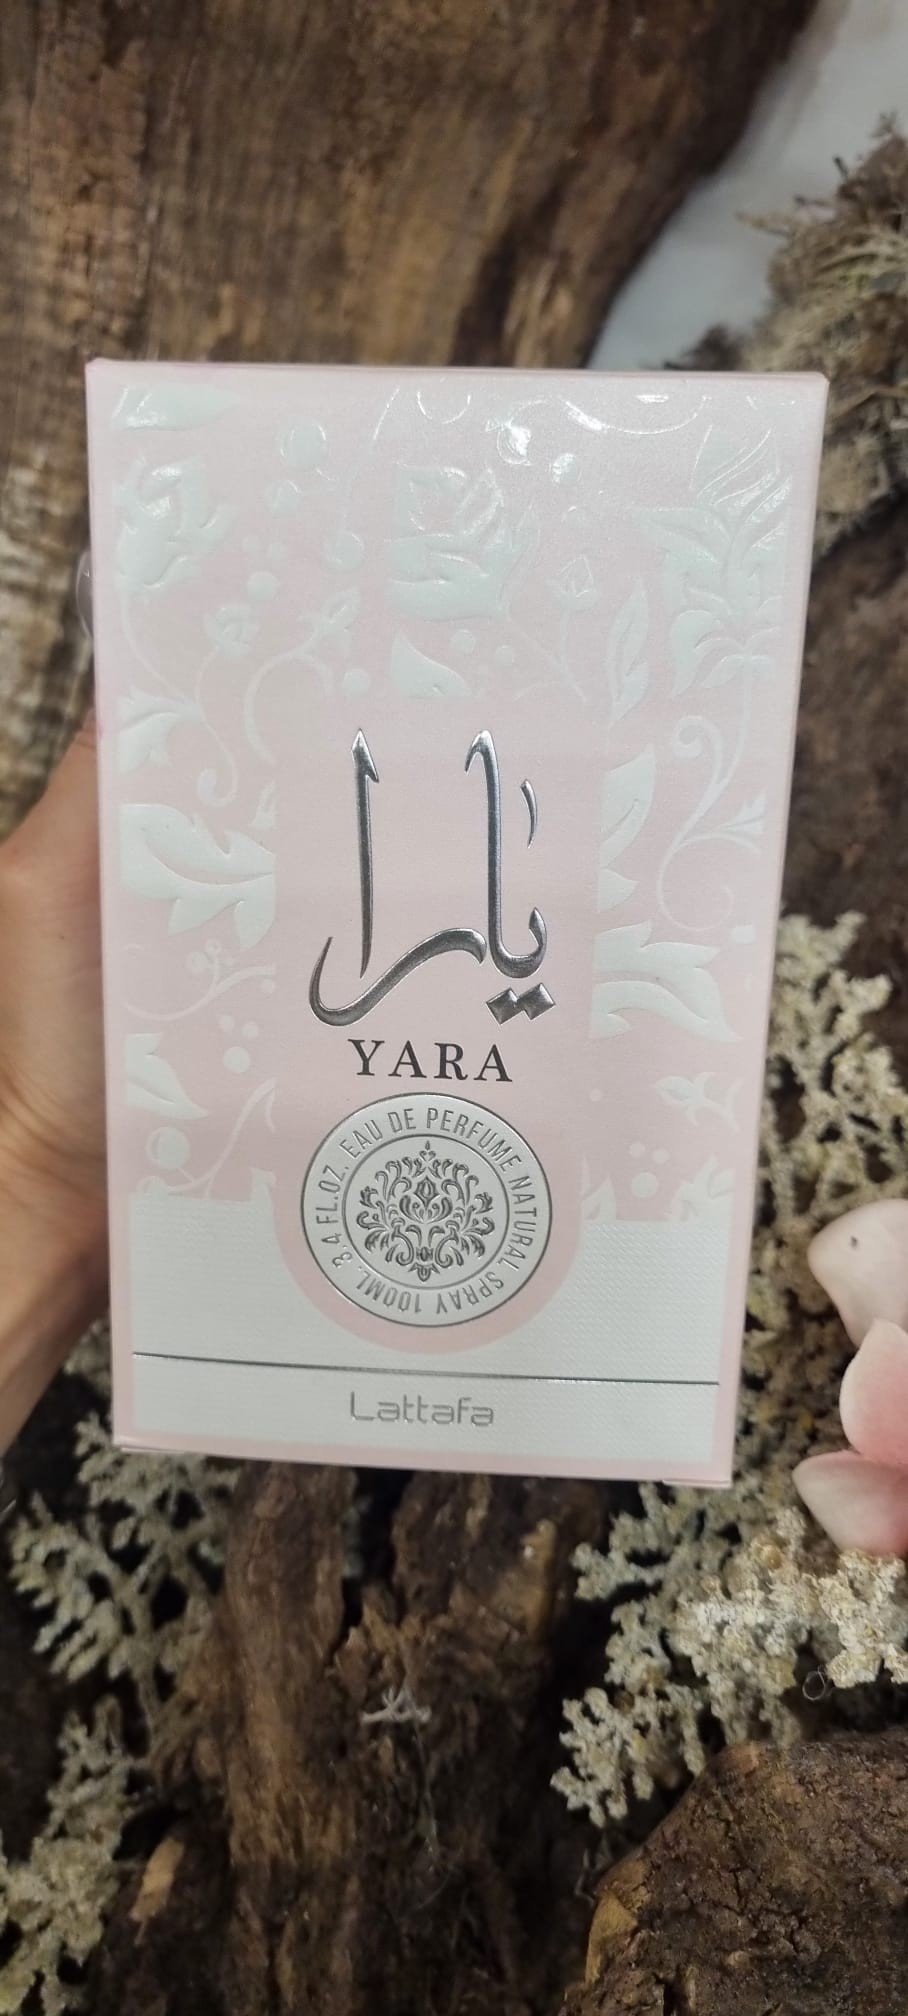 يارا
YARA
3.4 FL.OZ. EAU DE PERFUME NATURAL SPRAY 100ML.
Lattafa